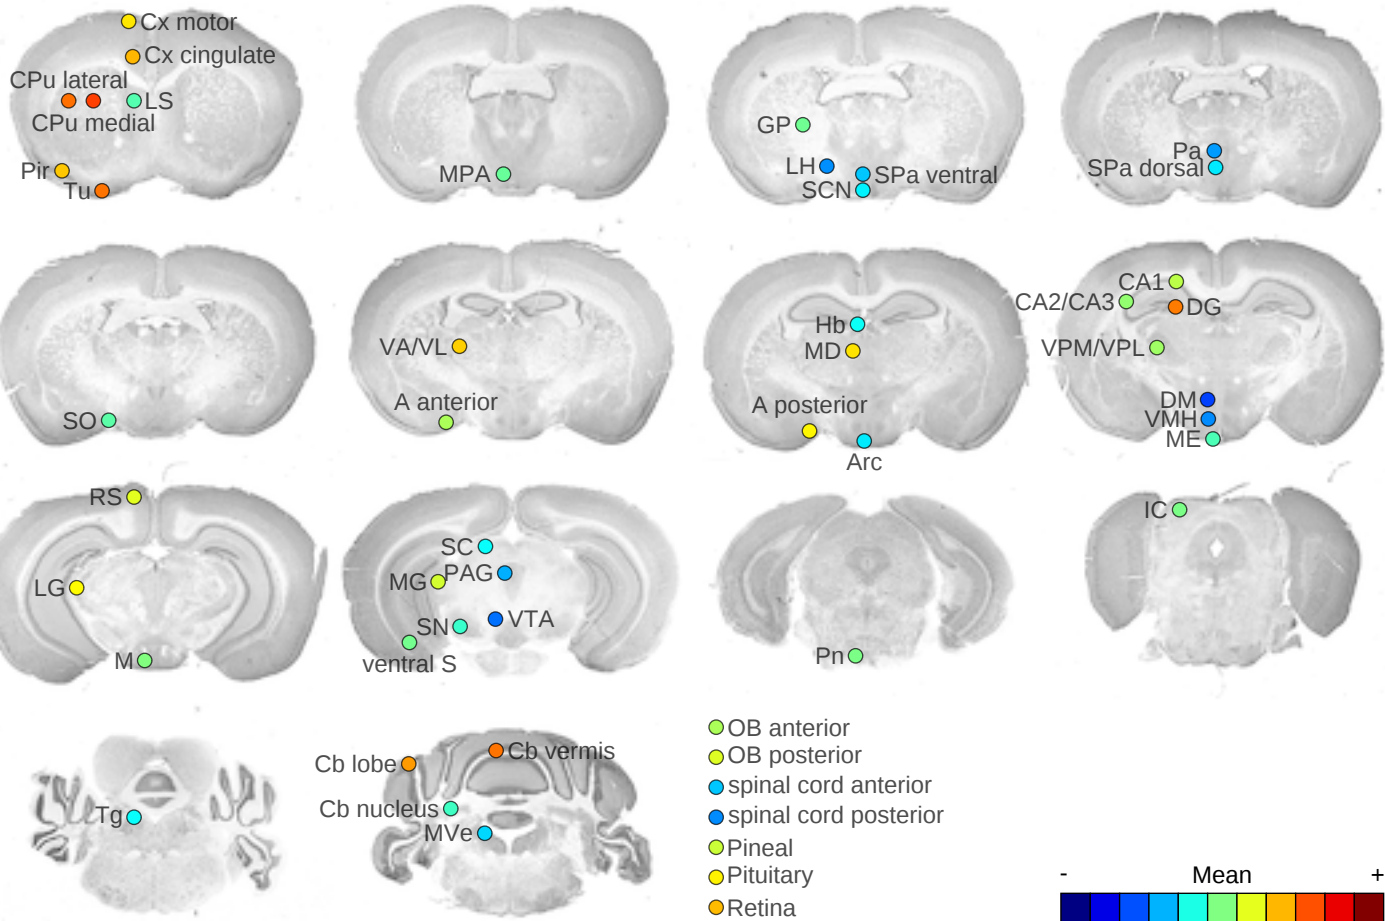 Cx motor
Cx cingulate
CPu lateral
LS
CPu medial
Pir
Tu
MPA
GP
LH
SPa ventral
SCN
Pa
SPa dorsal
SO
VA/VL
A anterior
Hb
MD
A posterior
Arc
CA1
CA2/CA3
DG
VPM/VPL
DM
VMH
ME
RS
LG
M
SC
PAG
MG
VTA
SN
ventral S
Pn
IC
Tg
Cb vermis
Cb lobe
Cb nucleus
MVe
OB anterior
OB posterior
spinal cord anterior
spinal cord posterior
Pineal
Pituitary
Retina
- Mean +